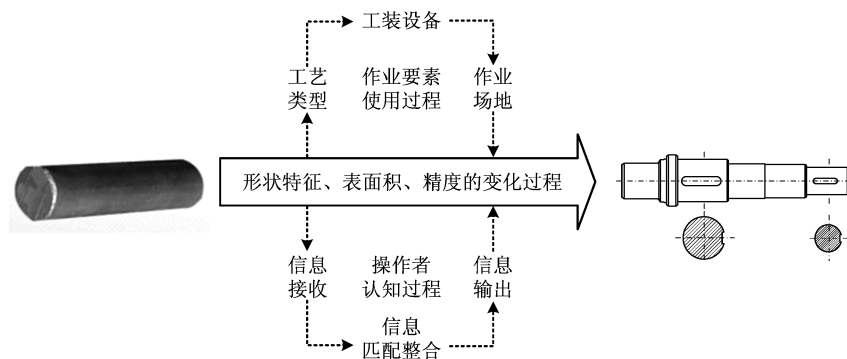 工装设备
工艺 作业要素 作业
类型 使用过程 场地
形状特征、表面积、精度的变化过程
信息 操作者 信息
接收 认知过程 输出
信息
匹配整合